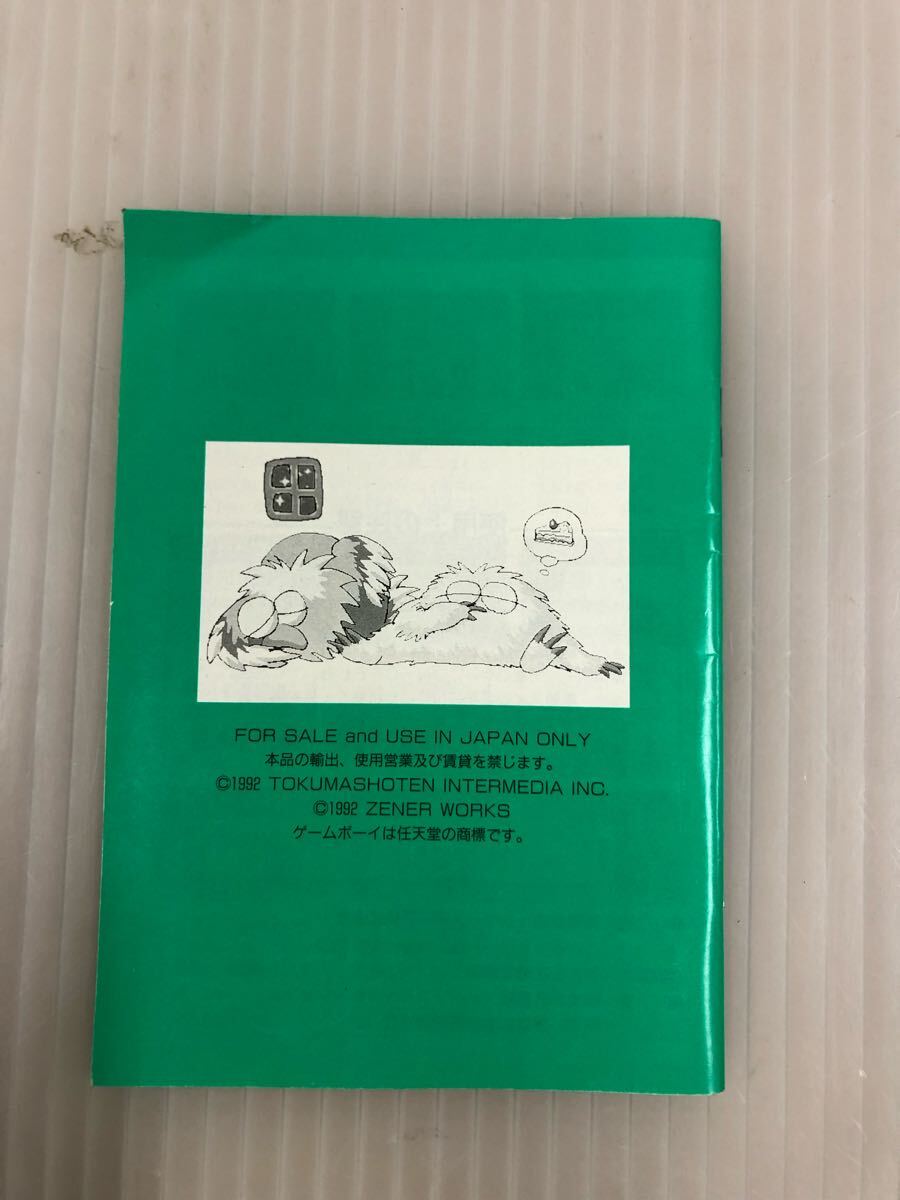 FOR SALE and USE IN JAPAN ONLY
本品の輸出、使用営業及び賃貸を禁じます。
©1992 TOKUMASHOTEN INTERMEDIA INC.
©1992 ZENER WORKS
ゲームボーイは任天堂の商標です。